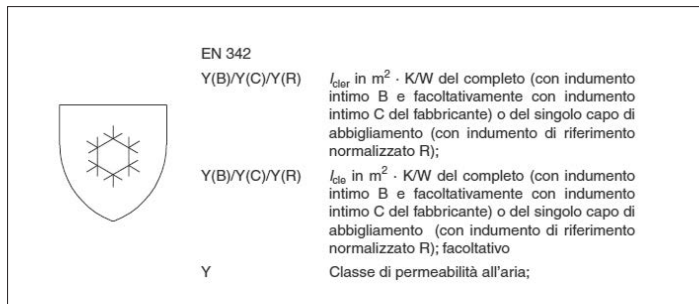 EN 342
Y(B)/Y(C)/Y(R) Icler in m² · K/W del completo (con indumento
intimo B e facoltativamente con indumento
intimo C del fabbricante) o del singolo capo di
abbigliamento (con indumento di riferimento
normalizzato R);
Y(B)/Y(C)/Y(R) Icle in m² · K/W del completo (con indumento
intimo B e facoltativamente con indumento
intimo C del fabbricante) o del singolo capo di
abbigliamento (con indumento di riferimento
normalizzato R); facoltativo
Y Classe di permeabilità all'aria;